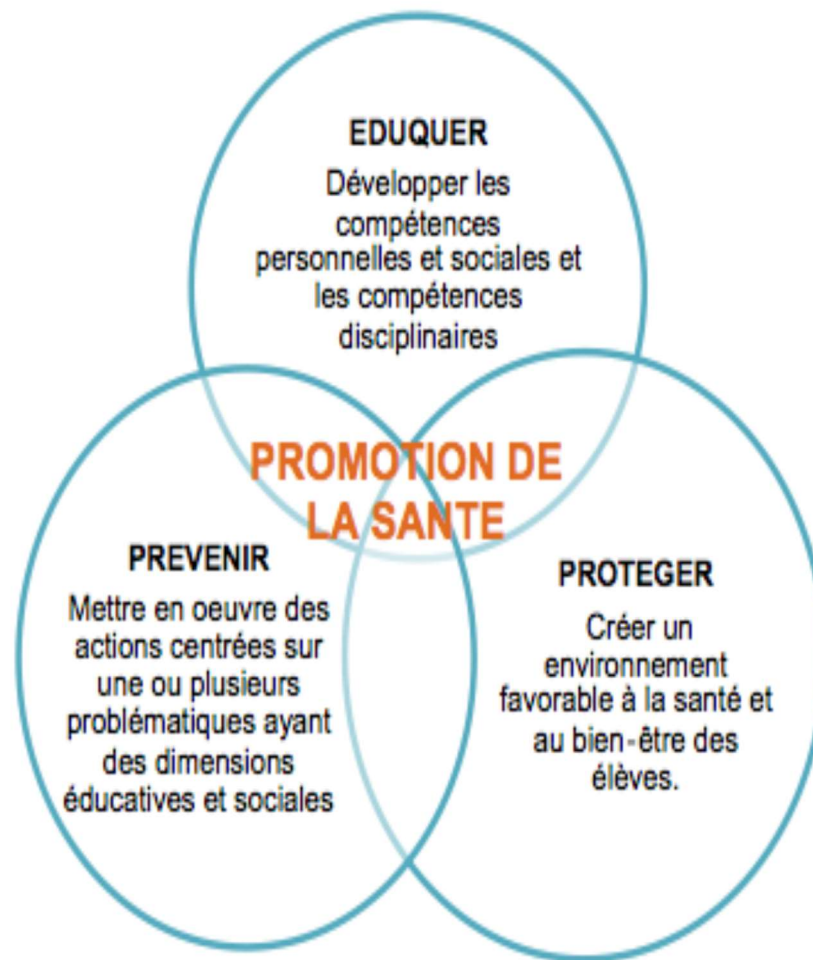 EDUQUER
Développer les
compétences
personnelles et sociales et
les compétences
disciplinaires
PROMOTION DE
LA SANTE
PREVENIR
Mettre en oeuvre des
actions centrées sur
une ou plusieurs
problématiques ayant
des dimensions
éducatives et sociales
PROTEGER
Créer un
environnement
favorable à la santé et
au bien-être des
élèves.